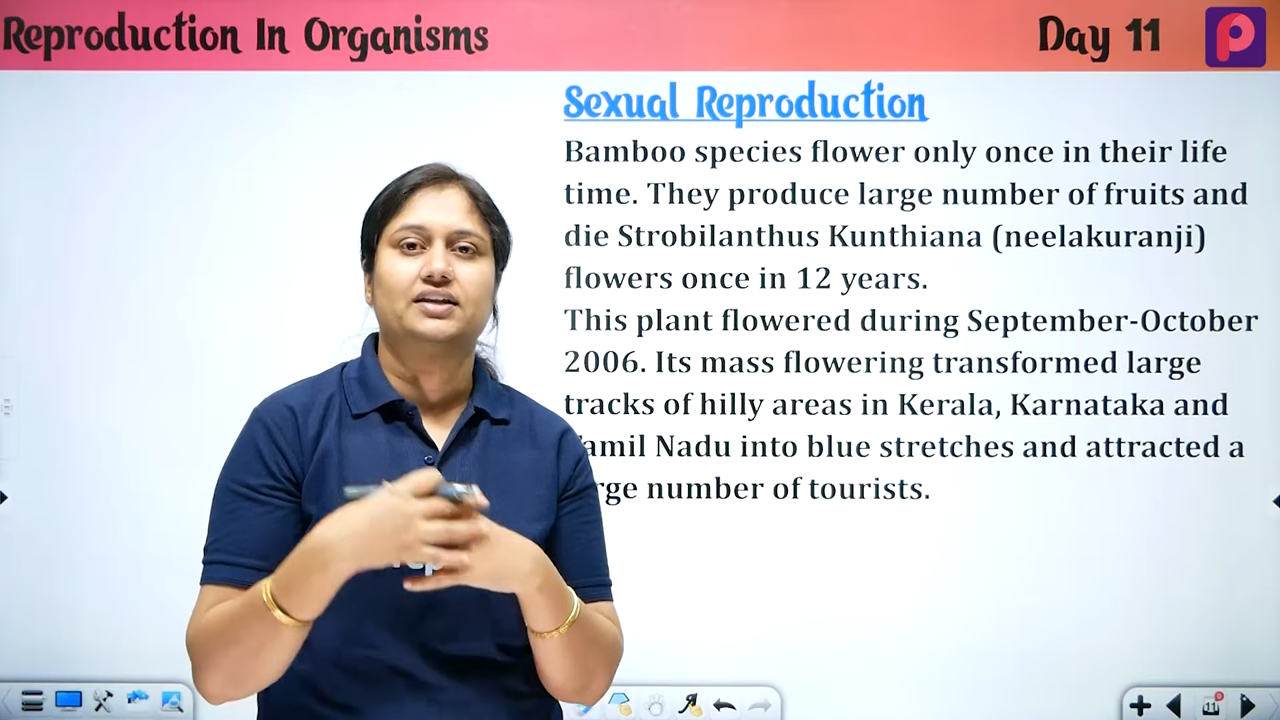 Reproduction In Organisms
Day 11
Sexual Reproduction
Bamboo species flower only once in their life
time. They produce large number of fruits and
die Strobilanthus Kunthiana (neelakuranji)
flowers once in 12 years.
This plant flowered during September-October
2006. Its mass flowering transformed large
tracks of hilly areas in Kerala, Karnataka and
amil Nadu into blue stretches and attracted a
rge number of tourists.
11